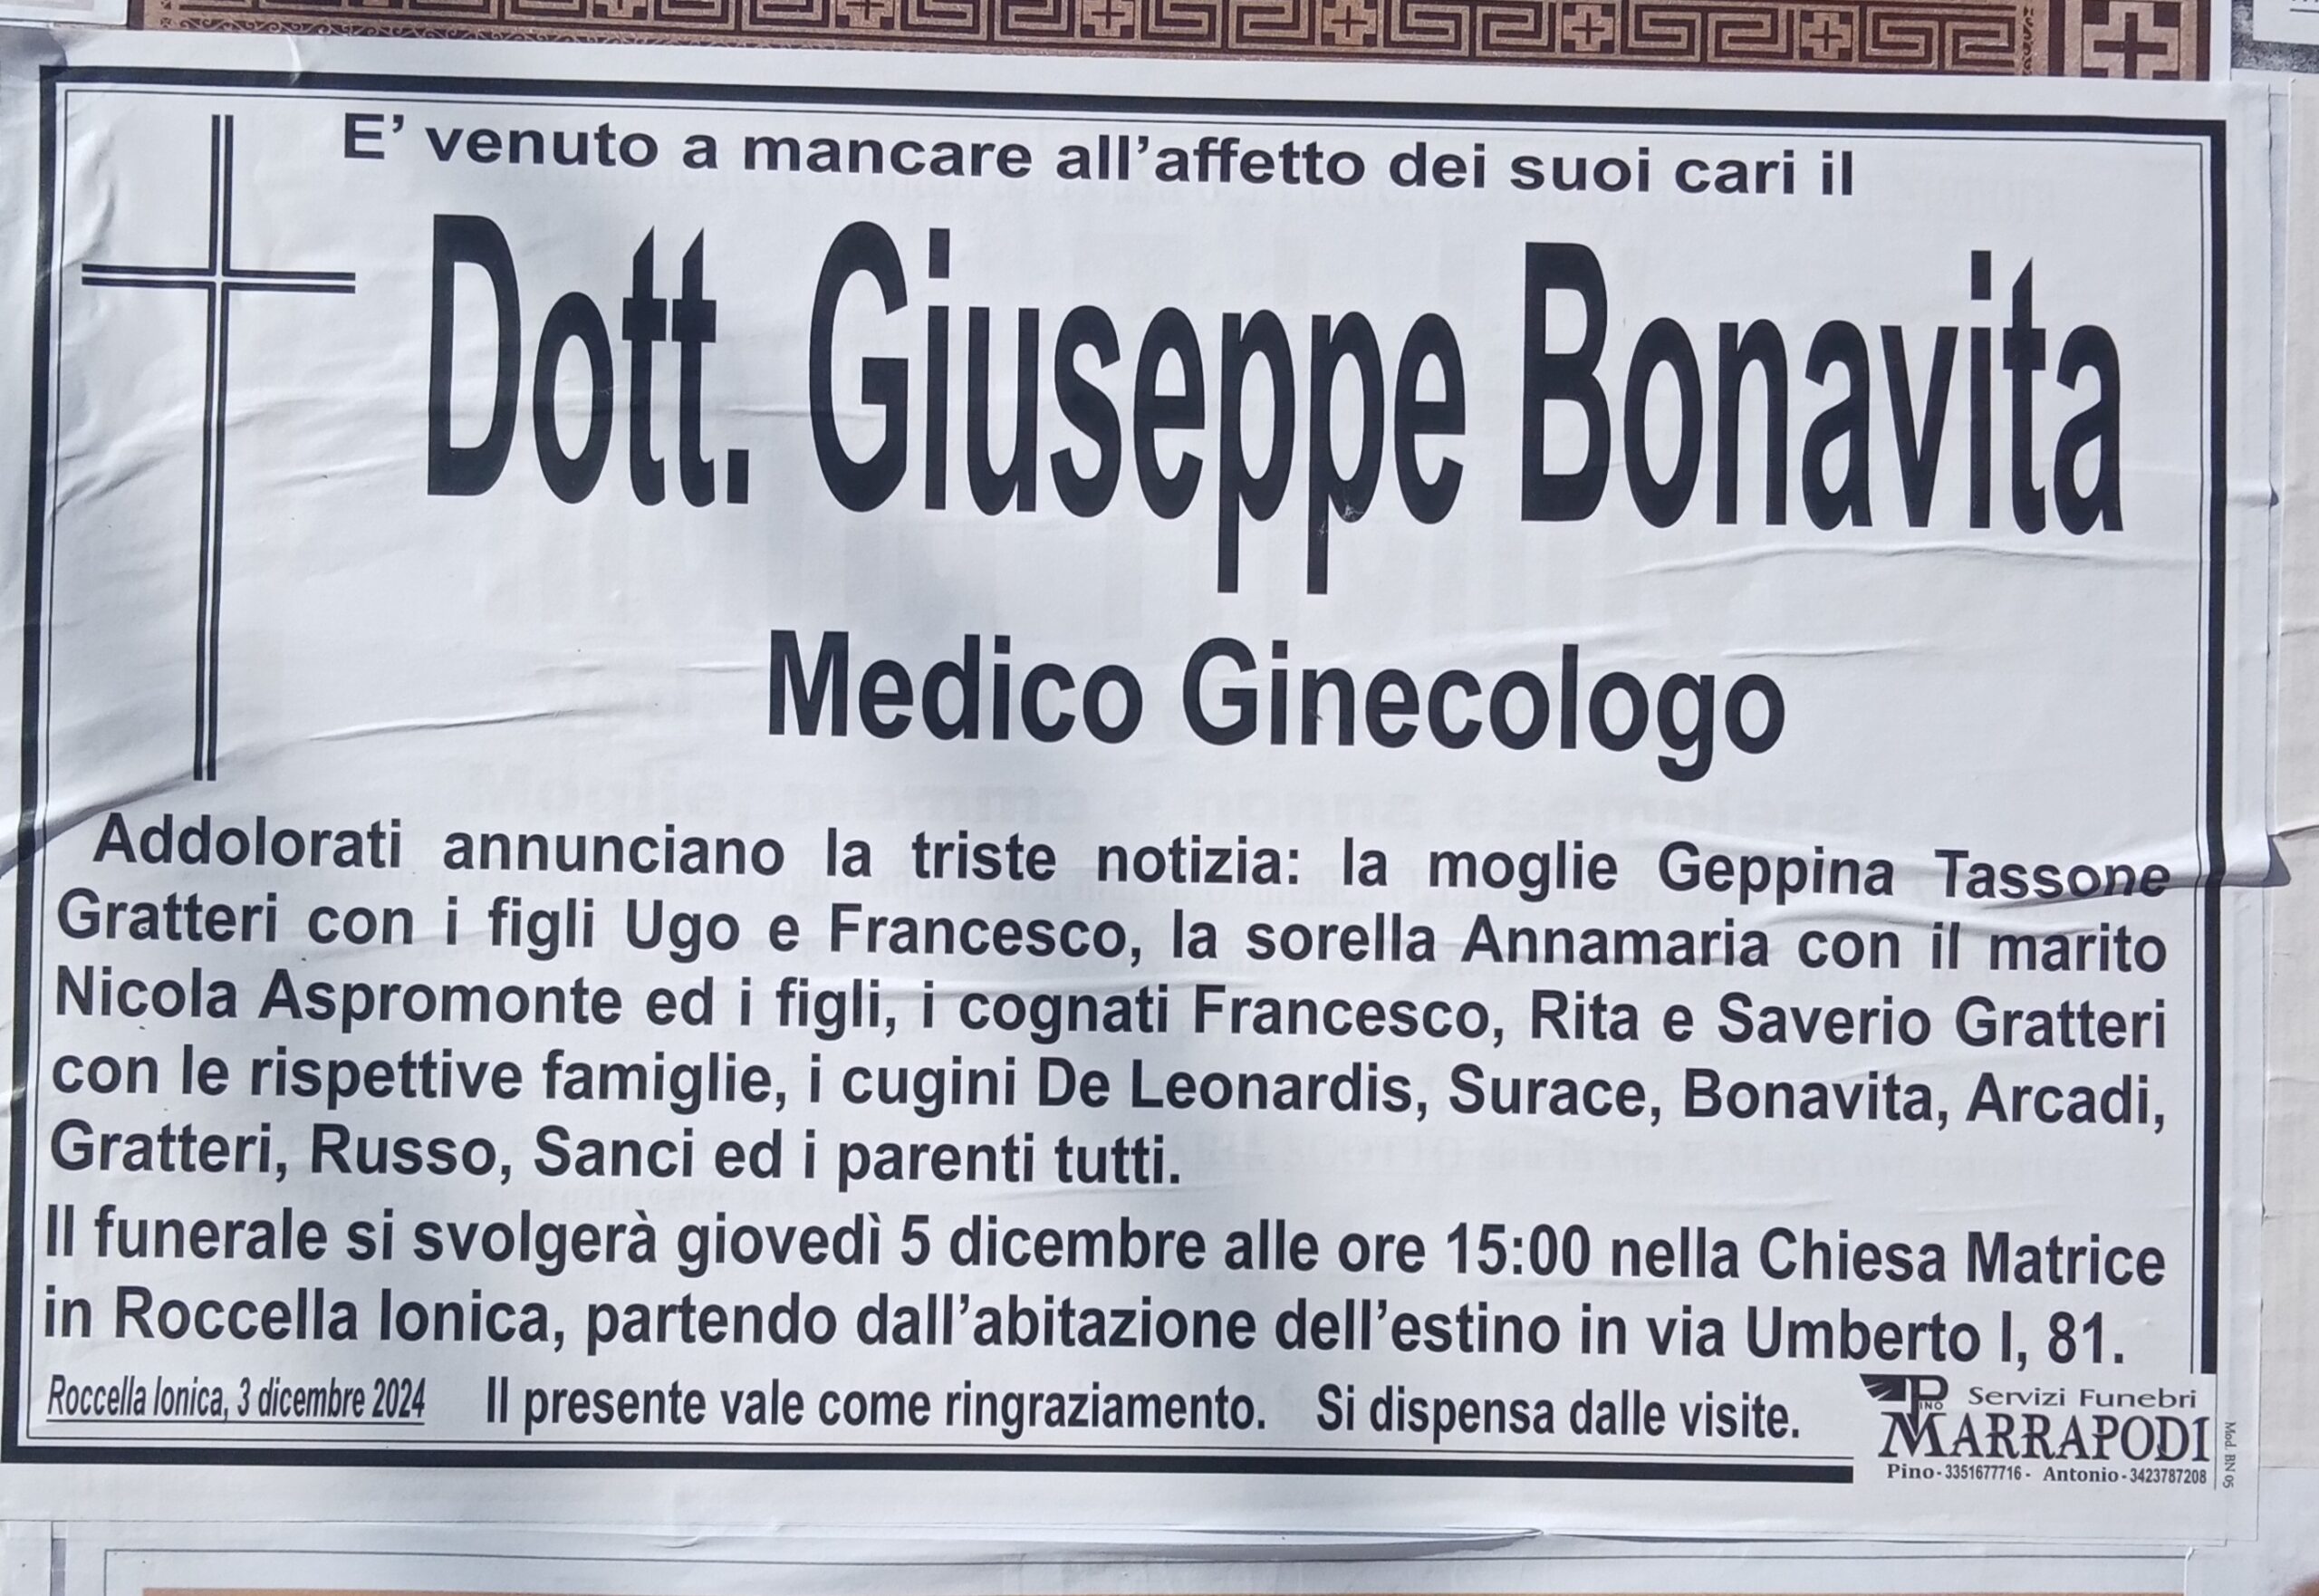 E' venuto a mancare all'affetto dei suoi cari il
Dott. Giuseppe Bonavita
Medico Ginecologo
Addolorati annunciano la triste notizia: la moglie Geppina Tassone
Gratteri con i figli Ugo e Francesco, la sorella Annamaria con il marito
Nicola Aspromonte ed i figli, i cognati Francesco, Rita e Saverio Gratteri
con le rispettive famiglie, i cugini De Leonardis, Surace, Bonavita, Arcadi,
Gratteri, Russo, Sanci ed i parenti tutti.
Il funerale si svolgerà giovedì 5 dicembre alle ore 15:00 nella Chiesa Matrice
in Roccella Ionica, partendo dall'abitazione dell'estino in via Umberto I, 81.
Roccella Ionica, 3 dicembre 2024 Il presente vale come ringraziamento. Si dispensa dalle visite.
PINO Servizi Funebri
MARRAPODI
Pino-3351677716 - Antonio-3423787208
Mod. BN 05